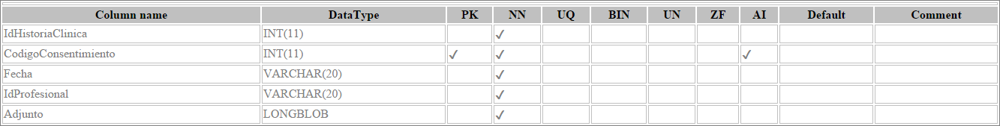 Column name DataType PK NN UQ BIN UN ZF AI Default Comment
IdHistoriaClinica INT(11) ✓
CodigoConsentimiento INT(11) ✓ ✓ ✓
Fecha VARCHAR(20) ✓
IdProfesional VARCHAR(20) ✓
Adjunto LONGBLOB ✓